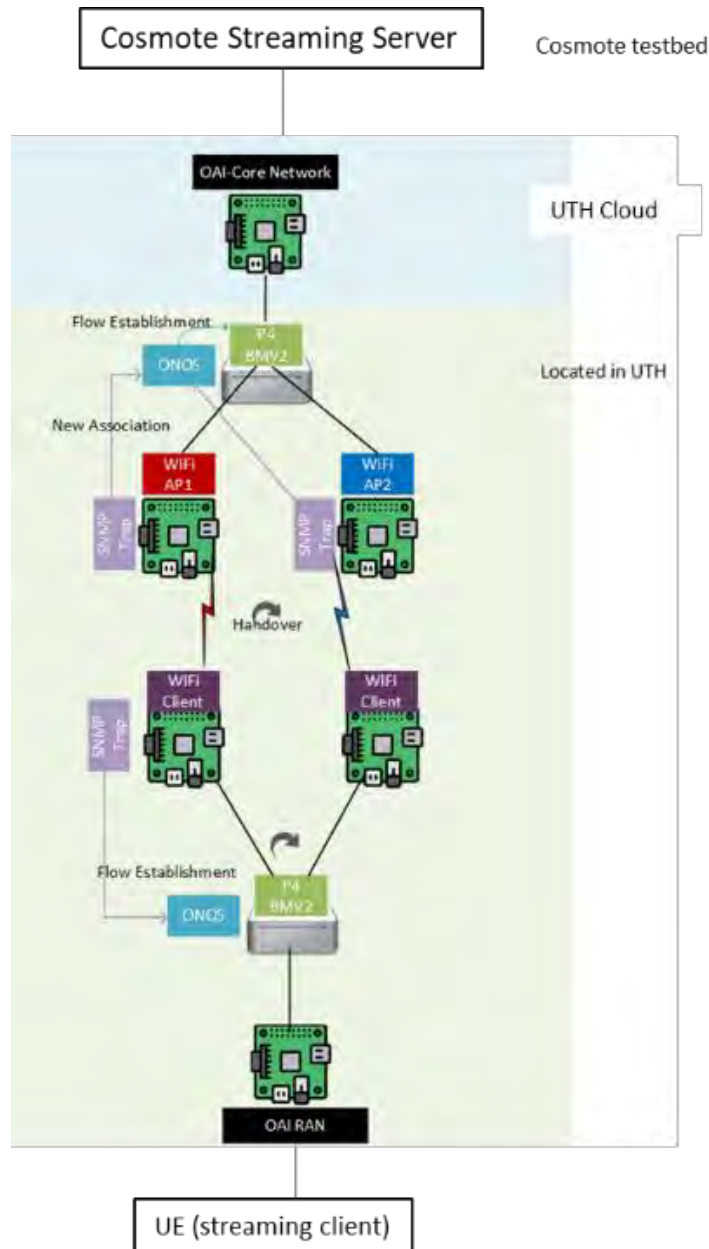 Cosmote Streaming Server
Cosmote testbed
OAI-Core Network
UTH Cloud
Flow Establishment
P4
BMV2
ONOS
Located in UTH
New Association
WiFi
AP1
WiFi
AP2
SNMP
Trap
SNMP
Trap
Handover
WiFi
Client
WiFi
Client
SNMP
Trap
Flow Establishment
P4
BMV2
ONOS
OAI RAN
UE (streaming client)